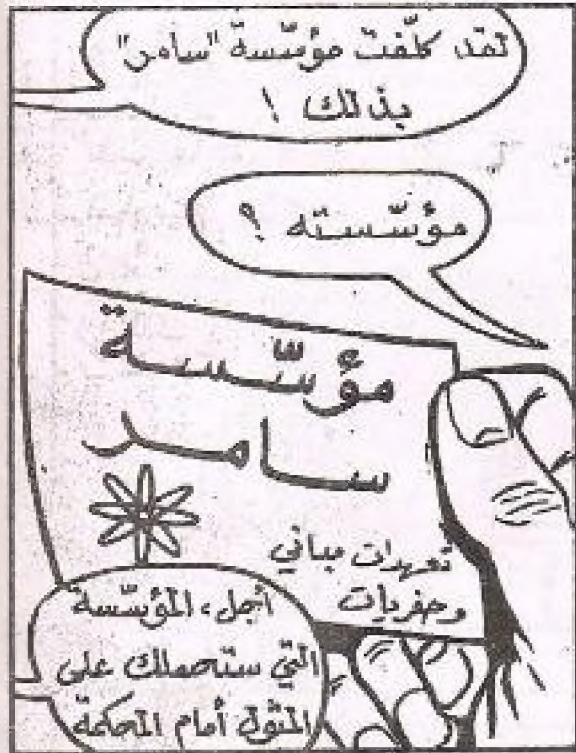 لقد كلّفت مؤسّسة "سامر"
بذلك !
مؤسّسته ؟
مؤسّسة
سامر
تعهدات مباني
وحفريات
أجل، المؤسّسة
التي ستحملك على
المثول أمام المحكمة